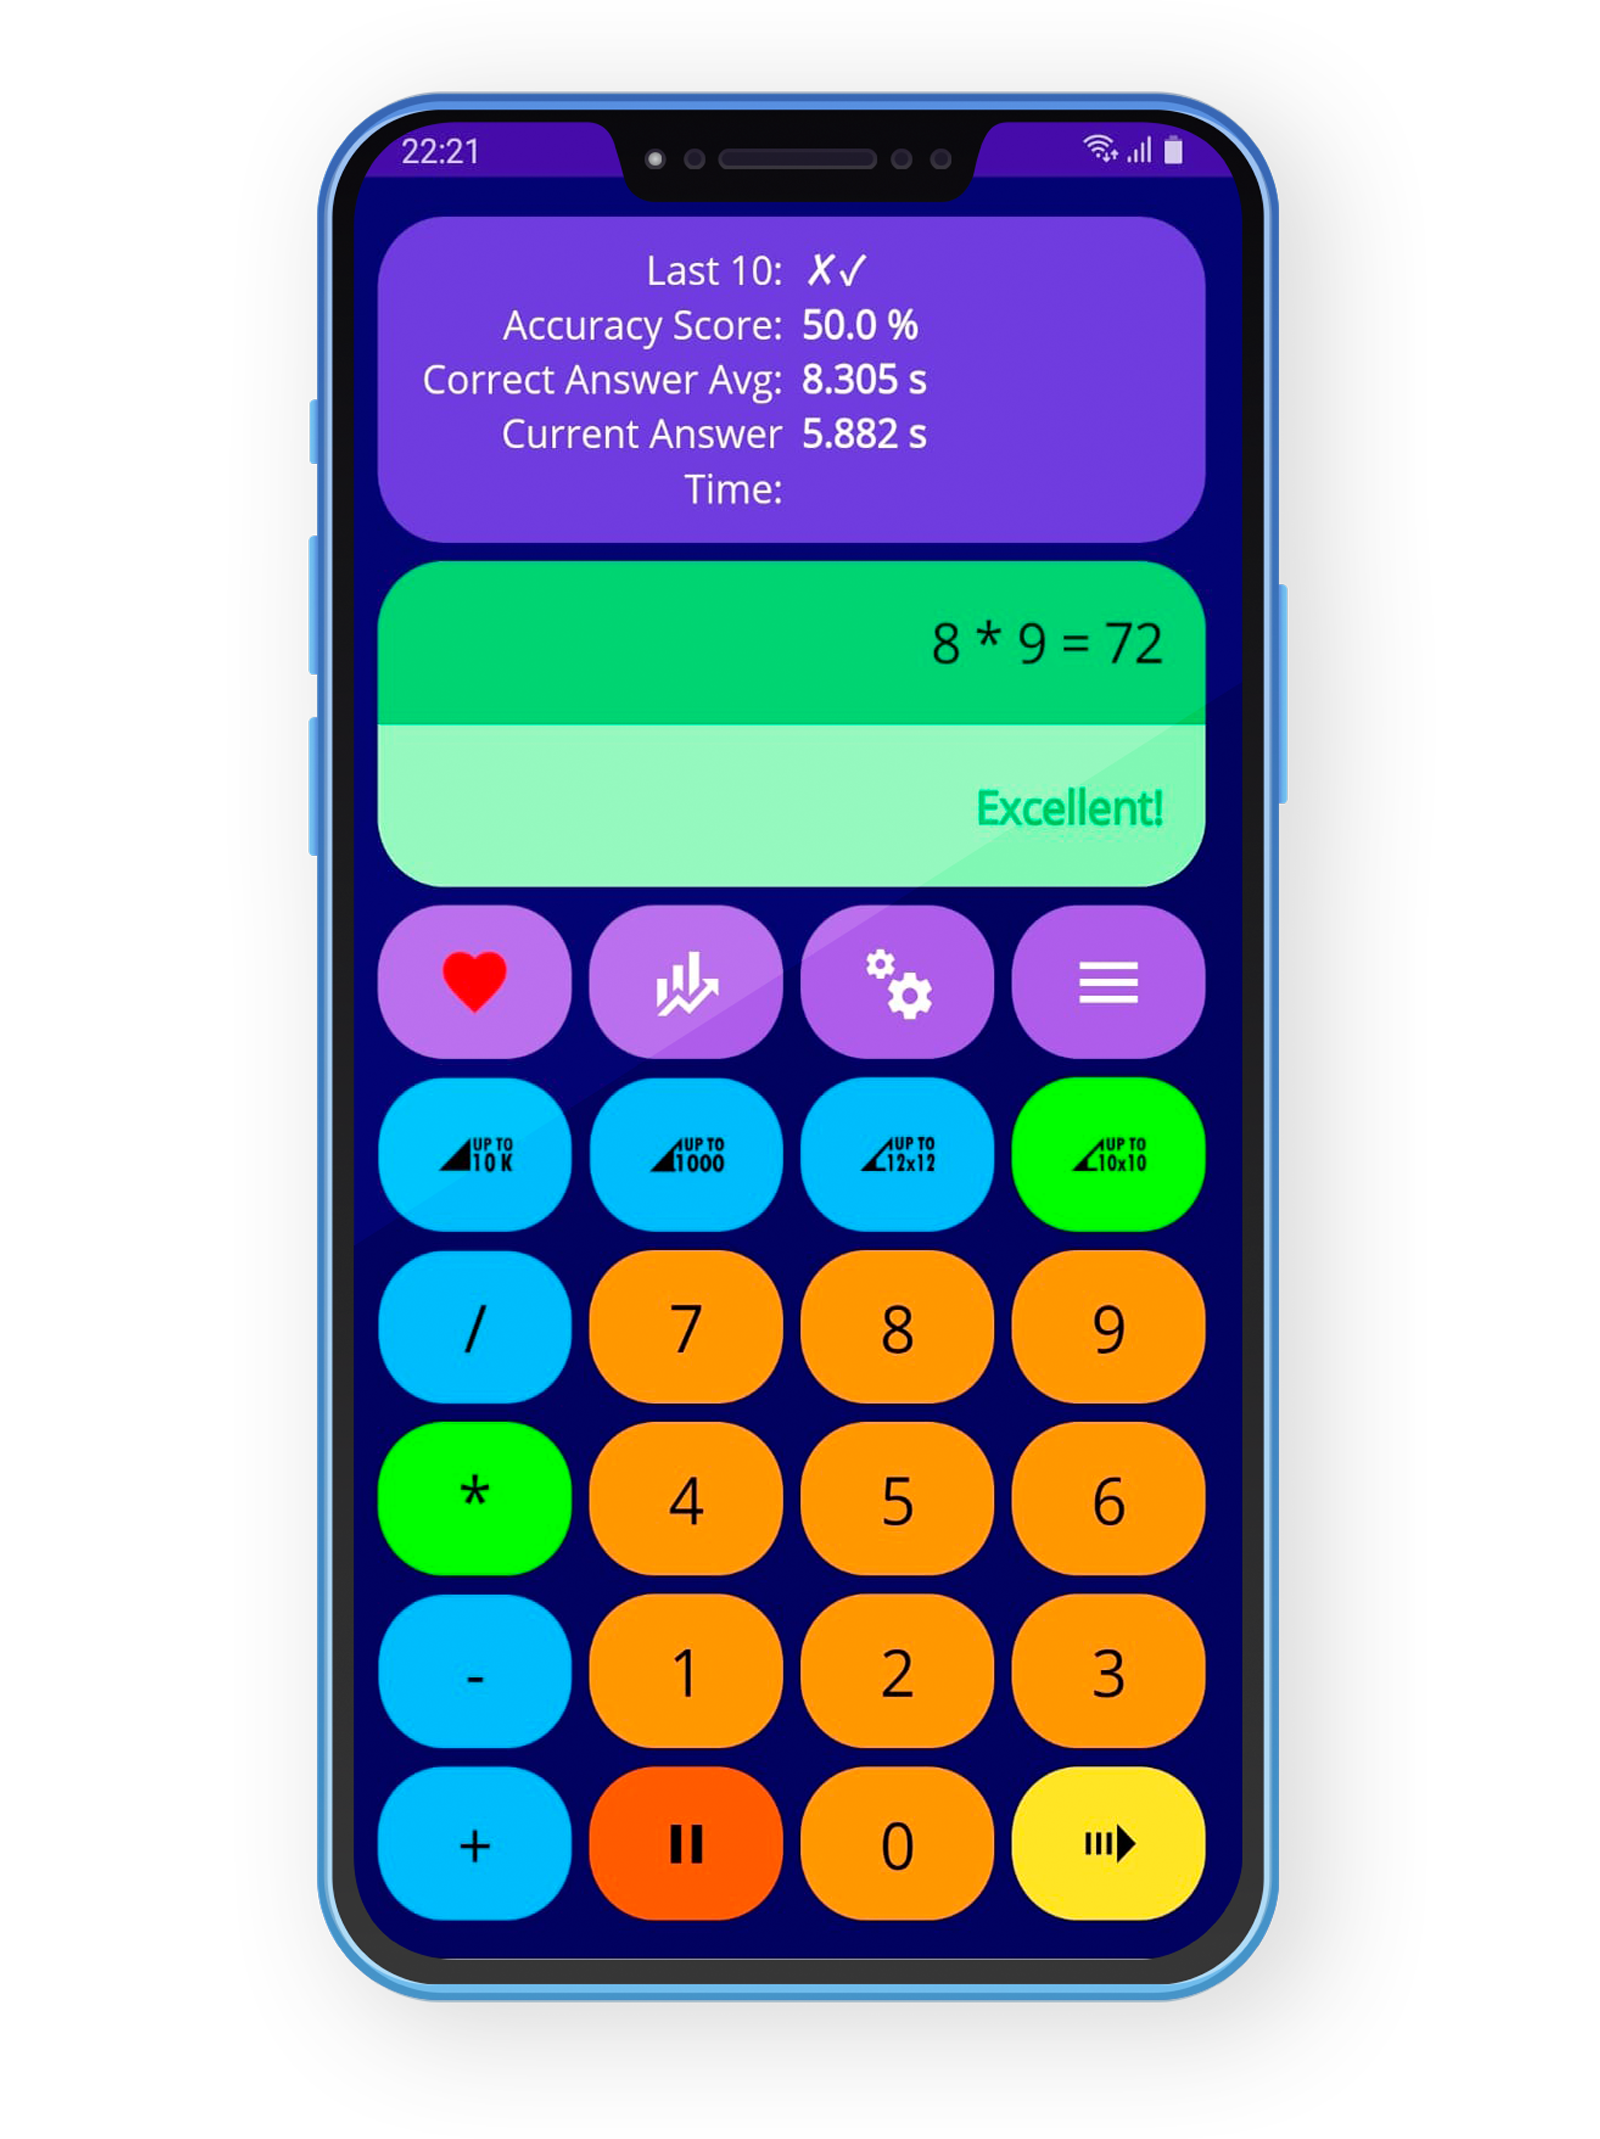 22:21
Last 10: ✗✓
Accuracy Score: 50.0 %
Correct Answer Avg: 8.305 s
Current Answer 5.882 s
Time:
8 * 9 = 72
Excellent!
UP TO
10 K
UP TO
1000
UP TO
12x12
UP TO
10x10
/ 7 8 9
* 4 5 6
- 1 2 3
+ 0